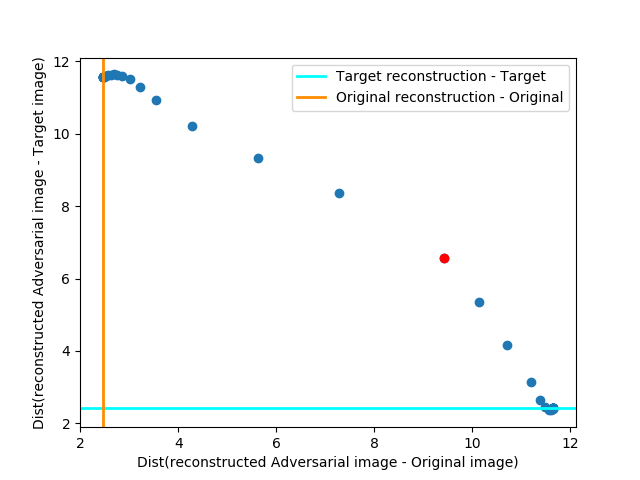 Dist(reconstructed Adversarial image - Target image)
12
10
8
6
4
2
Target reconstruction - Target
Original reconstruction - Original
2 4 6 8 10 12
Dist(reconstructed Adversarial image - Original image)